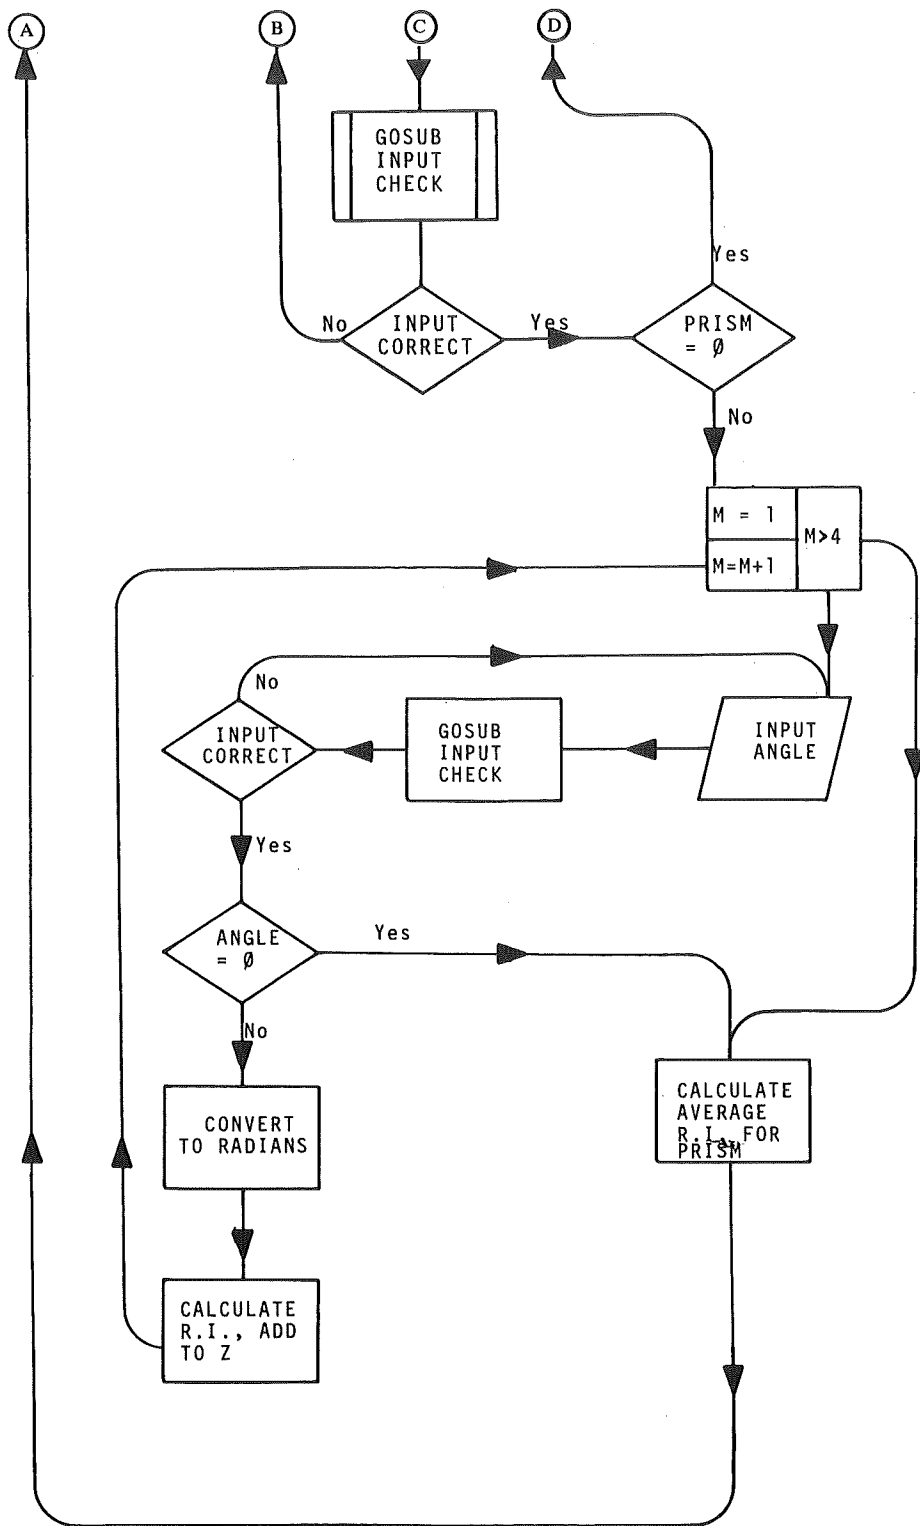 A
B
C
D
GOSUB
INPUT
CHECK
Yes
No
INPUT
CORRECT
Yes
PRISM
= Ø
No
M = 1
M>4
M=M+1
No
INPUT
CORRECT
GOSUB
INPUT
CHECK
INPUT
ANGLE
Yes
ANGLE
= Ø
Yes
No
CONVERT
TO RADIANS
CALCULATE
AVERAGE
R.I. FOR
PRISM
CALCULATE
R.I., ADD
TO Z